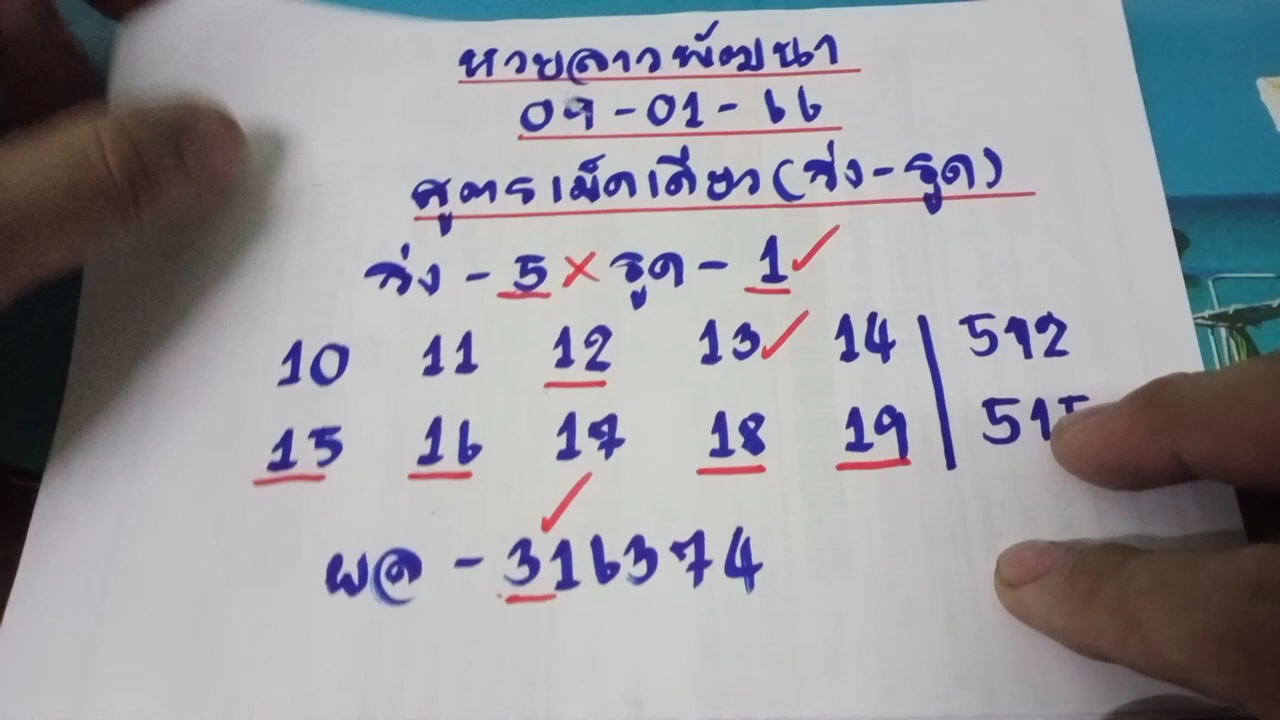 หวยลาวพัฒนา
09-01-66
สูตรเม็ดเดียว(วิ่ง-รูด)
วิ่ง - 5 × รูด - 1 ✓
10 11 12 13 ✓ 14 | 512
15 16 17 18 19 | 515
✓
ผล - 316374